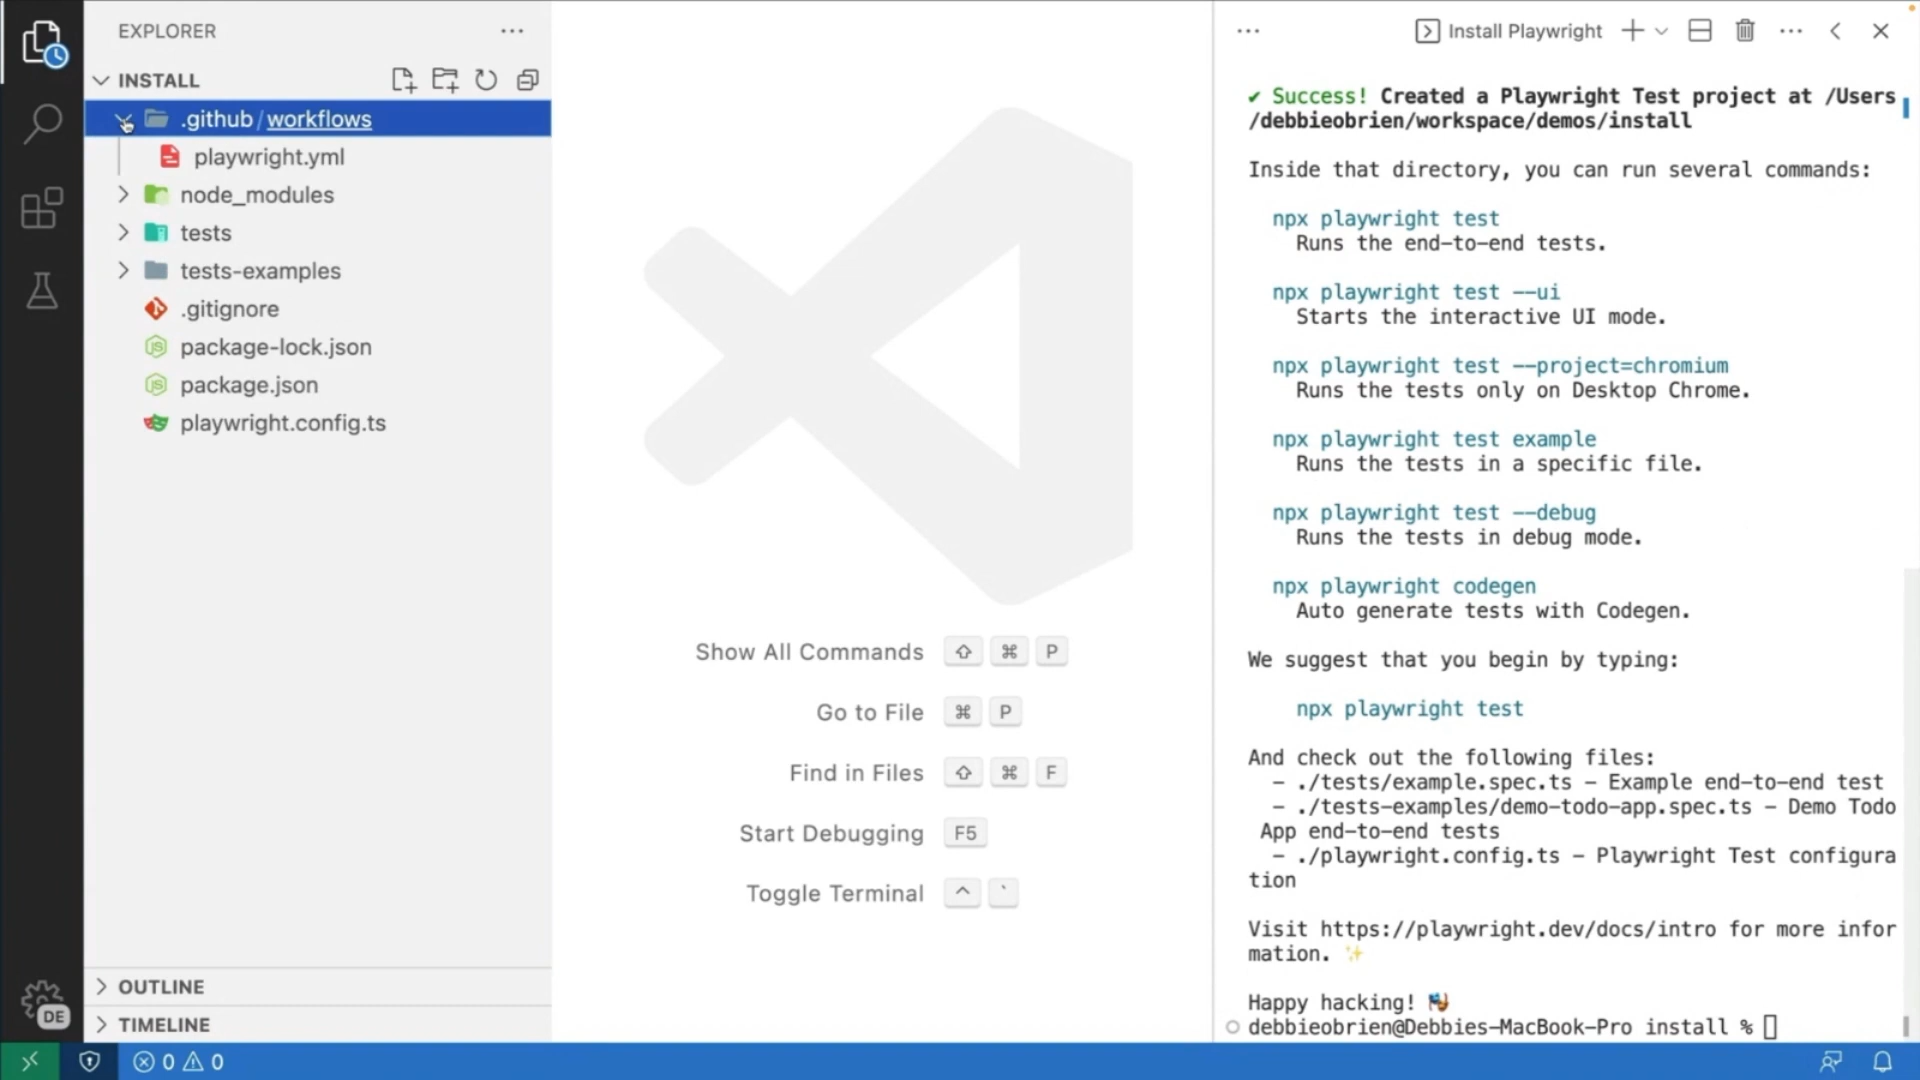 EXPLORER
INSTALL
.github / workflows
playwright.yml
node_modules
tests
tests-examples
.gitignore
package-lock.json
package.json
playwright.config.ts
OUTLINE
TIMELINE
DE
0 0
Show All Commands ⇧ ⌘ P
Go to File ⌘ P
Find in Files ⇧ ⌘ F
Start Debugging F5
Toggle Terminal ^ `
Install Playwright
✔ Success! Created a Playwright Test project at /Users
/debbieobrien/workspace/demos/install
Inside that directory, you can run several commands:
npx playwright test
Runs the end-to-end tests.
npx playwright test --ui
Starts the interactive UI mode.
npx playwright test --project=chromium
Runs the tests only on Desktop Chrome.
npx playwright test example
Runs the tests in a specific file.
npx playwright test --debug
Runs the tests in debug mode.
npx playwright codegen
Auto generate tests with Codegen.
We suggest that you begin by typing:
npx playwright test
And check out the following files:
- ./tests/example.spec.ts - Example end-to-end test
- ./tests-examples/demo-todo-app.spec.ts - Demo Todo
App end-to-end tests
- ./playwright.config.ts - Playwright Test configura
tion
Visit https://playwright.dev/docs/intro for more infor
mation. ✨
Happy hacking! 🎭
debbieobrien@Debbies-MacBook-Pro install %